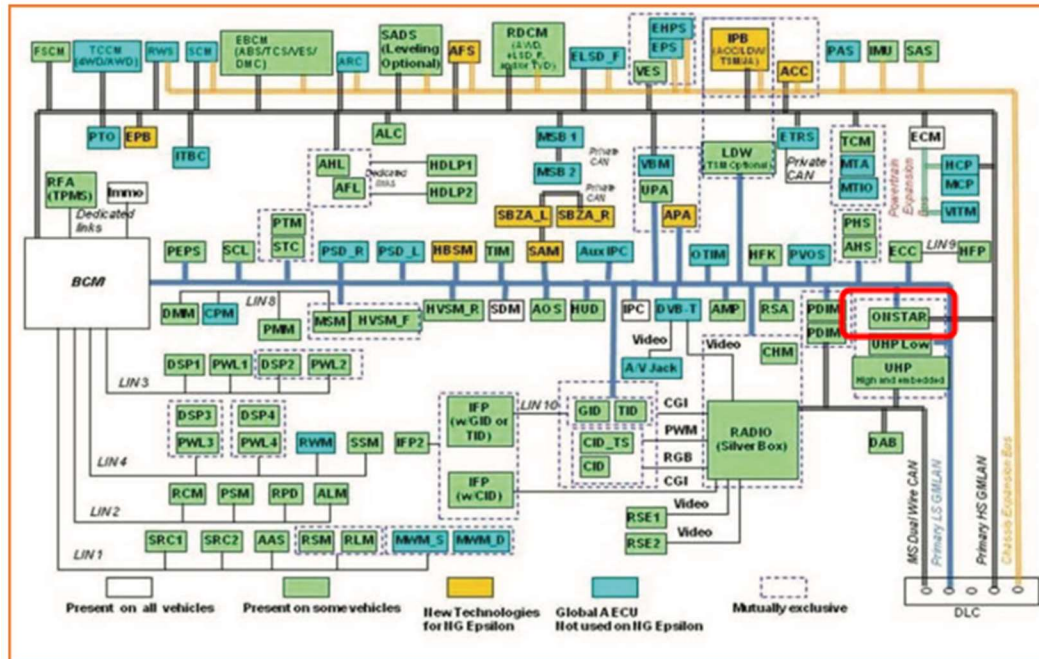 FSCM
TCCM
(4WD/AWD)
RWS
SCM
EBCM
(ABS/TCS/VES/
DMC)
ARC
SADS
(Leveling
Optional)
AFS
RDCM
ELSD_F
VES
EHPS
EPS
IPB
(ACC/LDW/
ACC
PAS
IMU
SAS
PTO
EPB
ITBC
ALC
MSB 1
MSB 2
Private
CAN
ETRS
Private
CAN
TCM
MTA
MTIO
ECM
Powertrain
Expansion
Bus
HCP
MCP
VITM
RFA
(TPMS)
Immo
Dedicated
links
AHL
AFL
Dedicated
links
HDLP1
HDLP2
VBM
UPA
LDW
(TSM Optional)
Private
CAN
SBZA_L
SBZA_R
APA
PTM
STC
PHS
AHS
BCM
PEPS
SCL
PSD_R
PSD_L
HBSM
TIM
SAM
Aux IPC
OTIM
HFK
PVOS
ECC
LIN 9
HFP
DMM
CPM
LIN 8
PMM
MSM
HVSM_F
HVSM_R
SDM
AOS
HUD
IPC
DVB-T
AMP
RSA
PDIM
PDIM
ONSTAR
UHP Low
UHP
High and embedded
Video
Video
A/V Jack
CHM
LIN 3
DSP1
PWL1
DSP2
PWL2
DSP3
PWL3
DSP4
PWL4
RWM
SSM
LIN 4
IFP2
IFP
(w/GID or
TID)
IFP
(w/CID)
LIN 10
GID
TID
CID_TS
CID
CGI
PWM
RGB
CGI
RADIO
(Silver Box)
DAB
LIN 2
RCM
PSM
RPD
ALM
Video
RSE1
Video
RSE2
LIN 1
SRC1
SRC2
AAS
RSM
RLM
MWM_S
MWM_D
MS Dual Wire CAN
Primary LS GMLAN
Primary HS GMLAN
Chassis Expansion Bus
DLC
Present on all vehicles
Present on some vehicles
New Technologies
for NG Epsilon
Global A ECU
Not used on NG Epsilon
Mutually exclusive